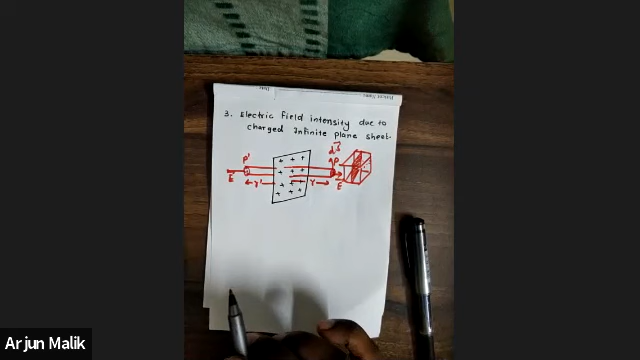 3. Electric field intensity due to
charged Infinite plane sheet.
P'
E
r'
r
P
E
Arjun Malik